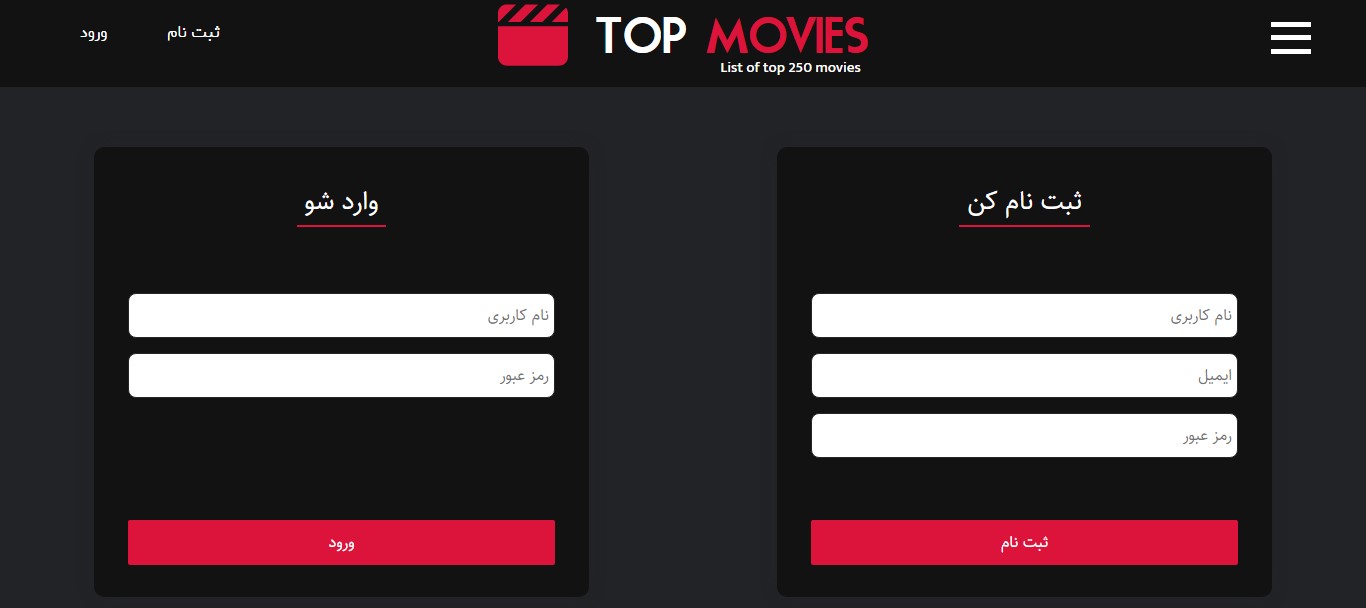 ثبت نام
ورود
TOP MOVIES
List of top 250 movies
ثبت نام کن
نام کاربری
ایمیل
رمز عبور
ثبت نام
وارد شو
نام کاربری
رمز عبور
ورود